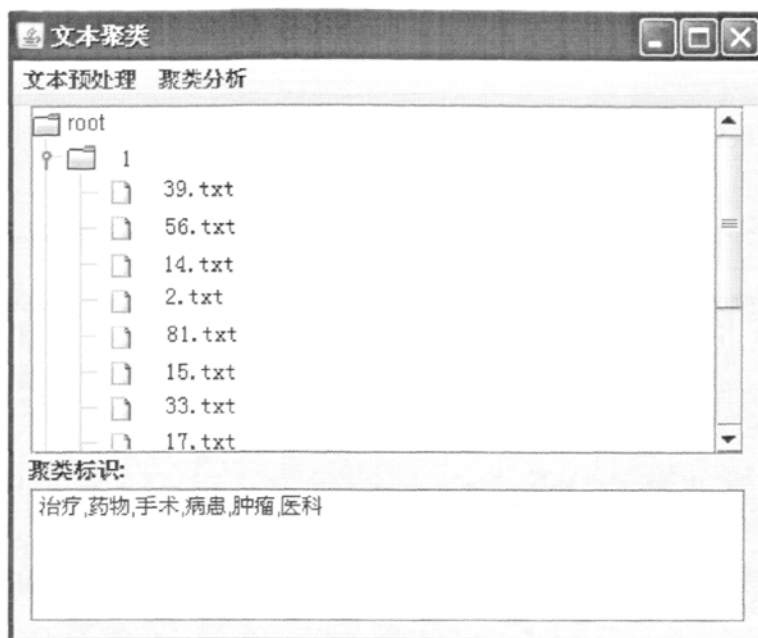 文本聚类
文本预处理 聚类分析
root
1
39.txt
56.txt
14.txt
2.txt
81.txt
15.txt
33.txt
17.txt
聚类标识:
治疗,药物,手术,病患,肿瘤,医科